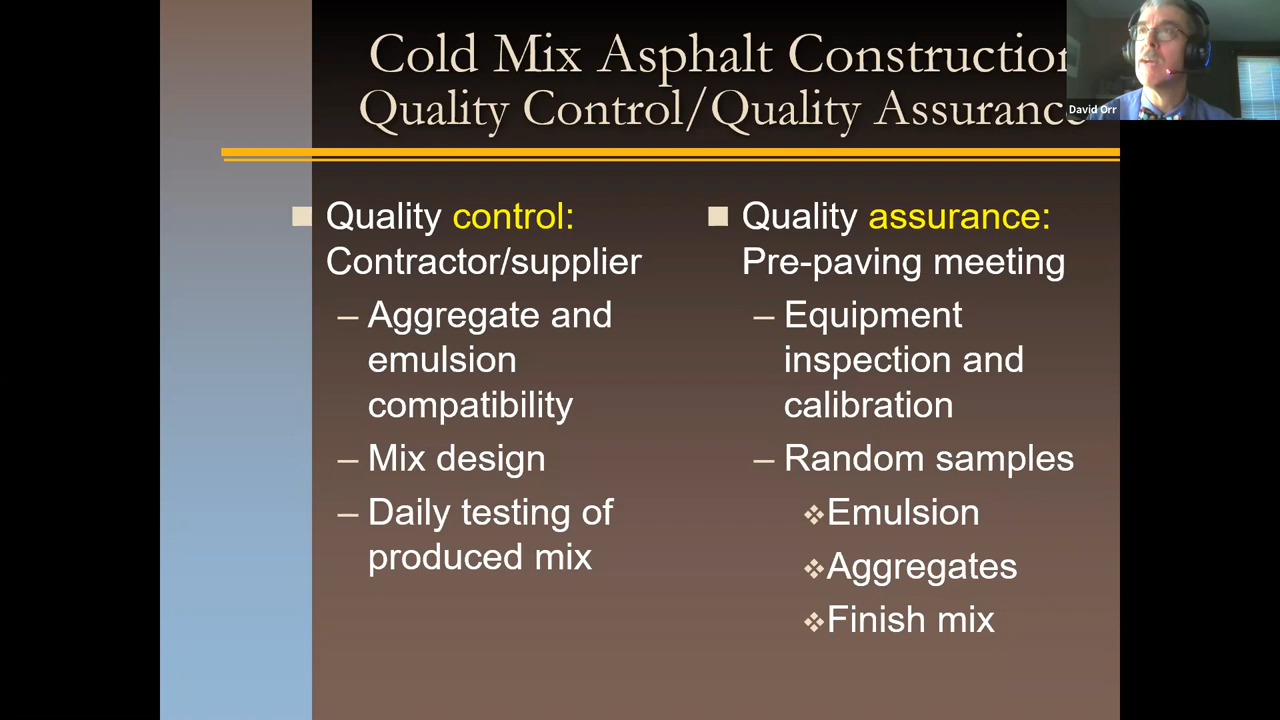 Cold Mix Asphalt Construction
Quality Control/Quality Assurance
David Orr
Quality control:
Contractor/supplier
– Aggregate and
emulsion
compatibility
– Mix design
– Daily testing of
produced mix
Quality assurance:
Pre-paving meeting
– Equipment
inspection and
calibration
– Random samples
Emulsion
Aggregates
Finish mix